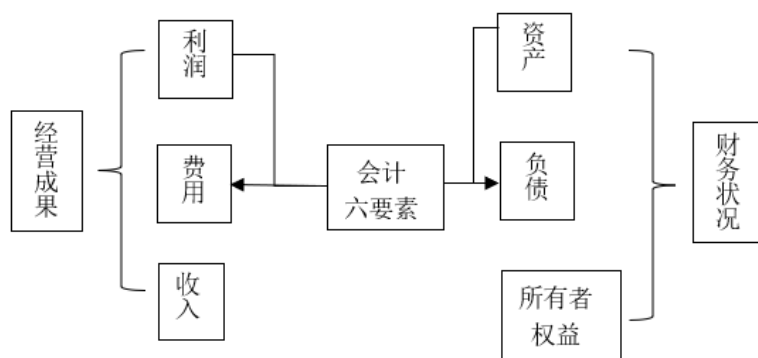 经营成果
利润
费用
收入
会计
六要素
资产
负债
所有者
权益
财务状况